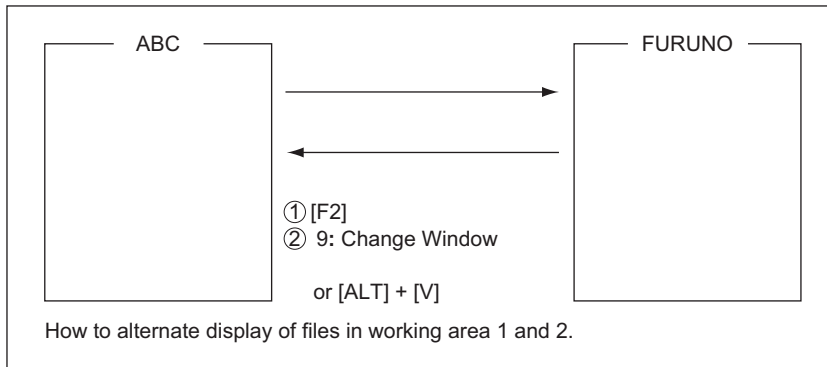 ABC
FURUNO
① [F2]
② 9: Change Window
or [ALT] + [V]
How to alternate display of files in working area 1 and 2.